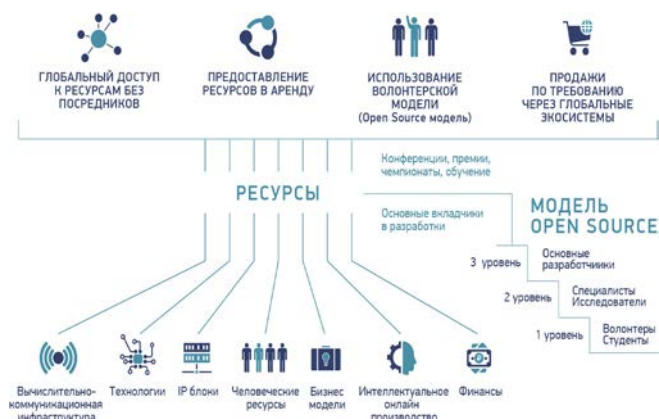 ГЛОБАЛЬНЫЙ ДОСТУП
К РЕСУРСАМ БЕЗ
ПОСРЕДНИКОВ
ПРЕДОСТАВЛЕНИЕ
РЕСУРСОВ В АРЕНДУ
ИСПОЛЬЗОВАНИЕ
ВОЛОНТЕРСКОЙ
МОДЕЛИ
(Open Source модель)
ПРОДАЖИ
ПО ТРЕБОВАНИЮ
ЧЕРЕЗ ГЛОБАЛЬНЫЕ
ЭКОСИСТЕМЫ
Конференции, премии,
чемпионаты, обучение
РЕСУРСЫ
Основные вкладчики
в разработки
МОДЕЛЬ
OPEN SOURCE
3 уровень
Основные
разработчики
2 уровень
Специалисты
Исследователи
1 уровень
Волонтеры
Студенты
Вычислительно-
коммуникационная
инфраструктура
Технологии
IP блоки
Человеческие
ресурсы
Бизнес
модели
Интеллектуальное
онлайн
производство
Финансы